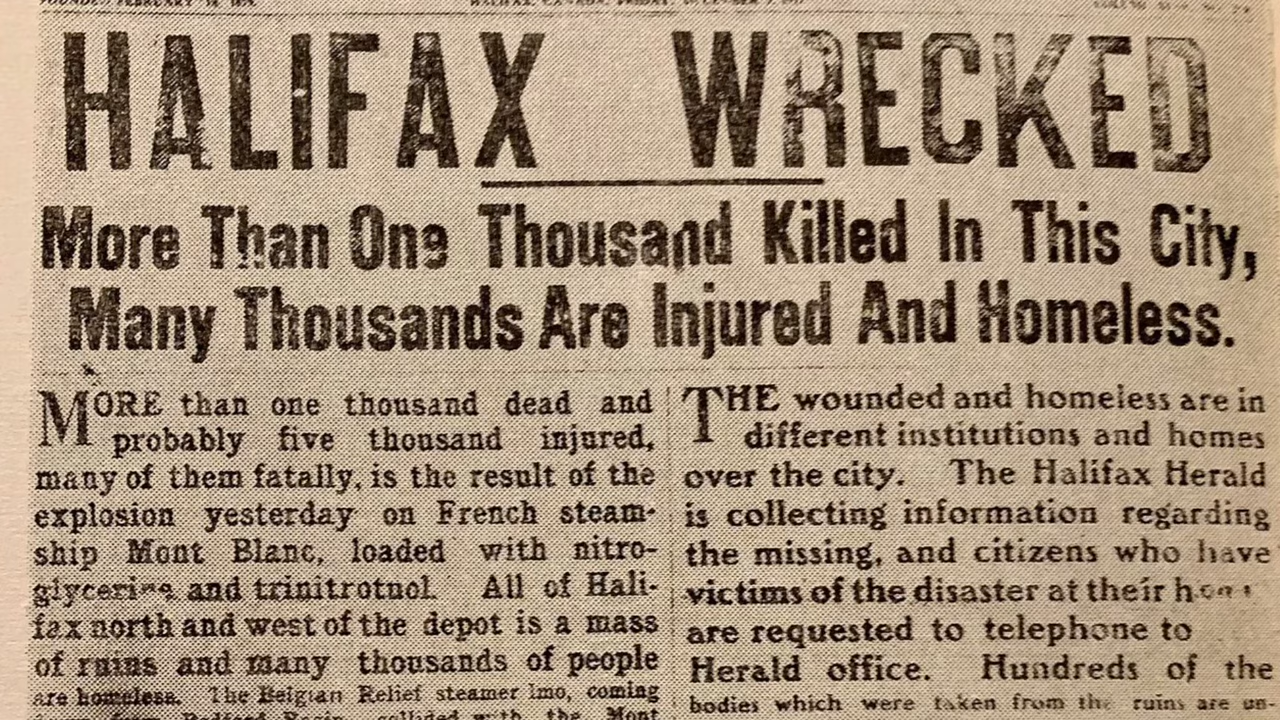 HALIFAX WRECKED
More Than One Thousand Killed In This City,
Many Thousands Are Injured And Homeless.
MORE than one thousand dead and
probably five thousand injured,
many of them fatally, is the result of the
explosion yesterday on French steam-
ship Mont Blanc, loaded with nitro-
glycerine and trinitrotnol. All of Hali-
fax north and west of the depot is a mass
of ruins and many thousands of people
are homeless. The Belgian Relief steamer Imo, coming
collided with the Mont
THE wounded and homeless are in
different institutions and homes
over the city. The Halifax Herald
is collecting information regarding
the missing, and citizens who have
victims of the disaster at their
are requested to telephone to
Herald office. Hundreds of the
bodies which were taken from the ruins are un-